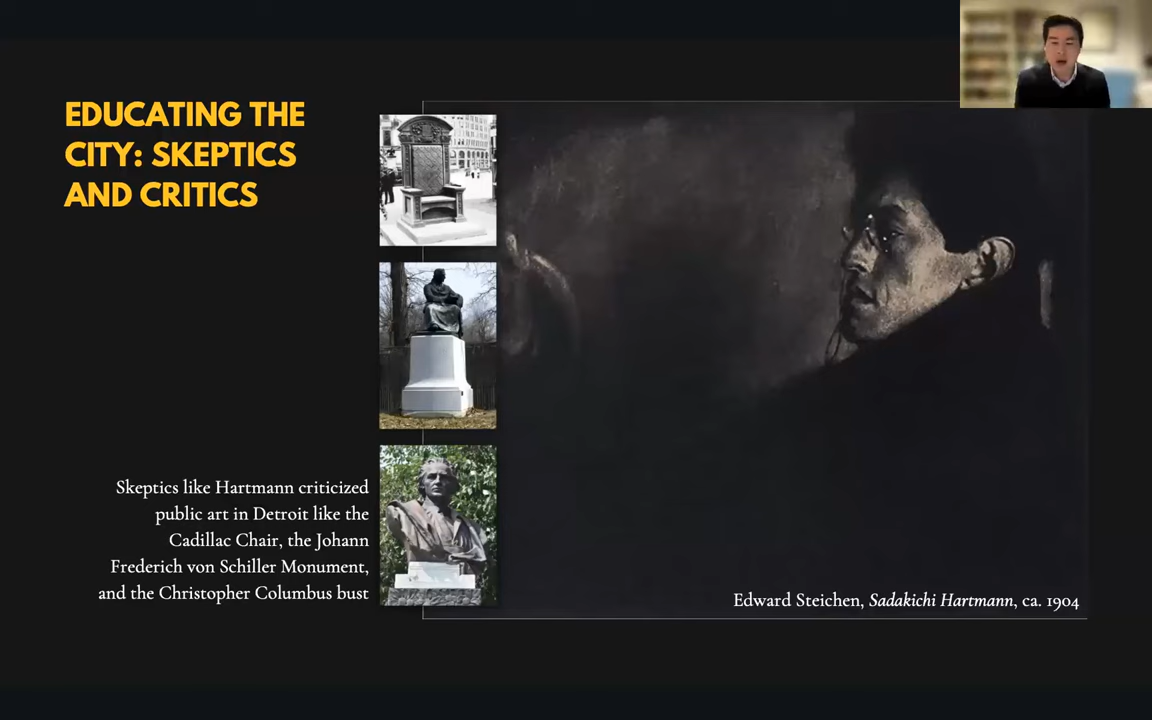 EDUCATING THE
CITY: SKEPTICS
AND CRITICS
Skeptics like Hartmann criticized
public art in Detroit like the
Cadillac Chair, the Johann
Frederich von Schiller Monument,
and the Christopher Columbus bust
Edward Steichen, Sadakichi Hartmann, ca. 1904